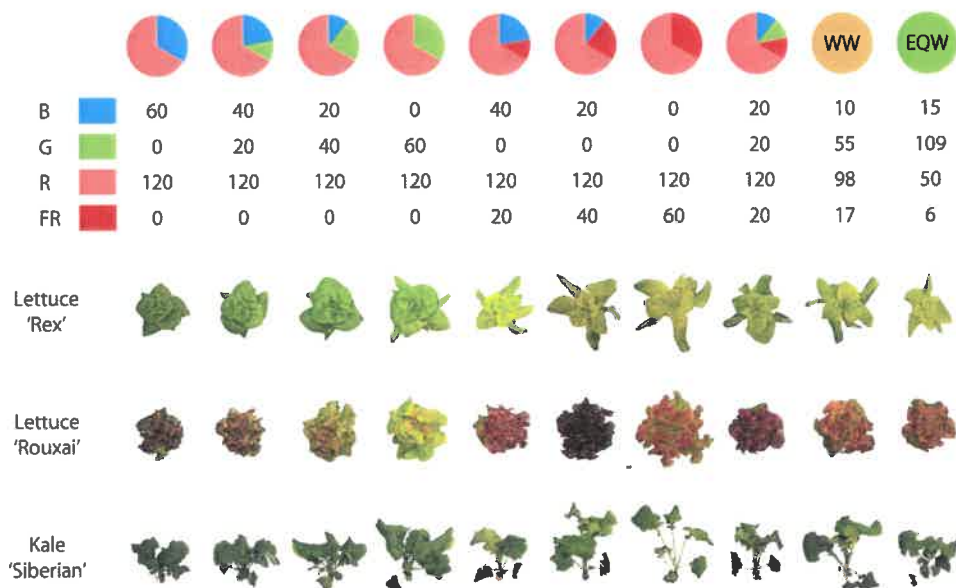 WW EQW
B 60 40 20 0 40 20 0 20 10 15
G 0 20 40 60 0 0 0 20 55 109
R 120 120 120 120 120 120 120 120 98 50
FR 0 0 0 0 20 40 60 20 17 6
Lettuce
'Rex'
Lettuce
'Rouxai'
Kale
'Siberian'